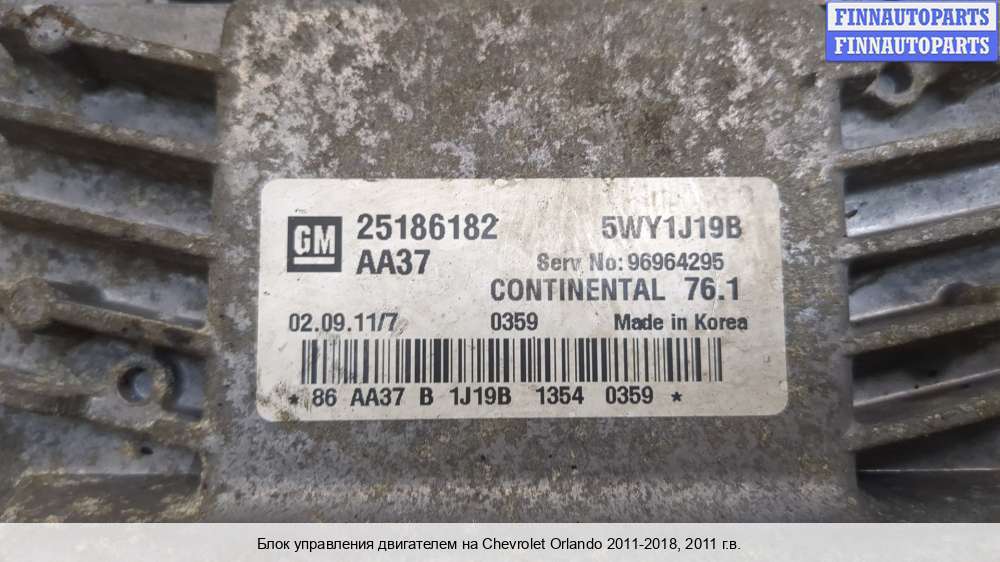 FINNAUTOPARTS
FINNAUTOPARTS
GM 25186182 5WY1J19B
AA37 Serv No: 96964295
CONTINENTAL 76.1
02.09.11/7 0359 Made in Korea
* 86 AA37 B 1J19B 1354 0359 *
Блок управления двигателем на Chevrolet Orlando 2011-2018, 2011 г.в.